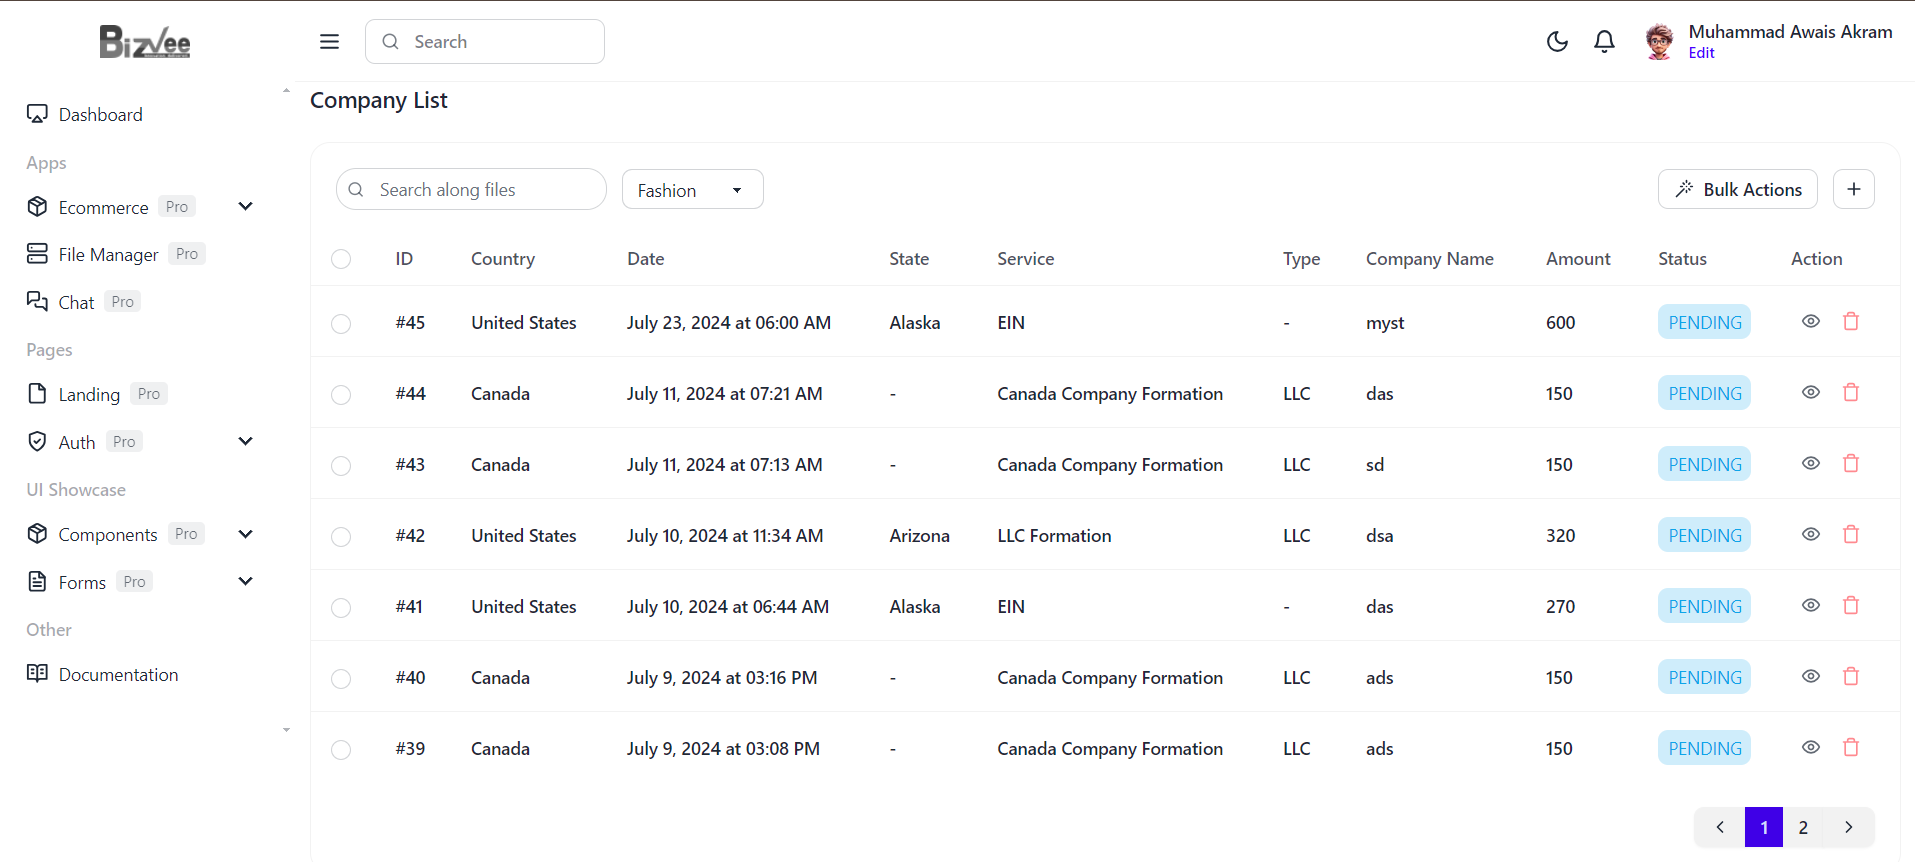 Bizvee
Search
Muhammad Awais Akram
Edit
Dashboard
Apps
Ecommerce Pro
File Manager Pro
Chat Pro
Pages
Landing Pro
Auth Pro
UI Showcase
Components Pro
Forms Pro
Other
Documentation
Company List
Search along files
Fashion
Bulk Actions
ID Country Date State Service Type Company Name Amount Status Action
#45 United States July 23, 2024 at 06:00 AM Alaska EIN - myst 600 PENDING
#44 Canada July 11, 2024 at 07:21 AM - Canada Company Formation LLC das 150 PENDING
#43 Canada July 11, 2024 at 07:13 AM - Canada Company Formation LLC sd 150 PENDING
#42 United States July 10, 2024 at 11:34 AM Arizona LLC Formation LLC dsa 320 PENDING
#41 United States July 10, 2024 at 06:44 AM Alaska EIN - das 270 PENDING
#40 Canada July 9, 2024 at 03:16 PM - Canada Company Formation LLC ads 150 PENDING
#39 Canada July 9, 2024 at 03:08 PM - Canada Company Formation LLC ads 150 PENDING
1 2